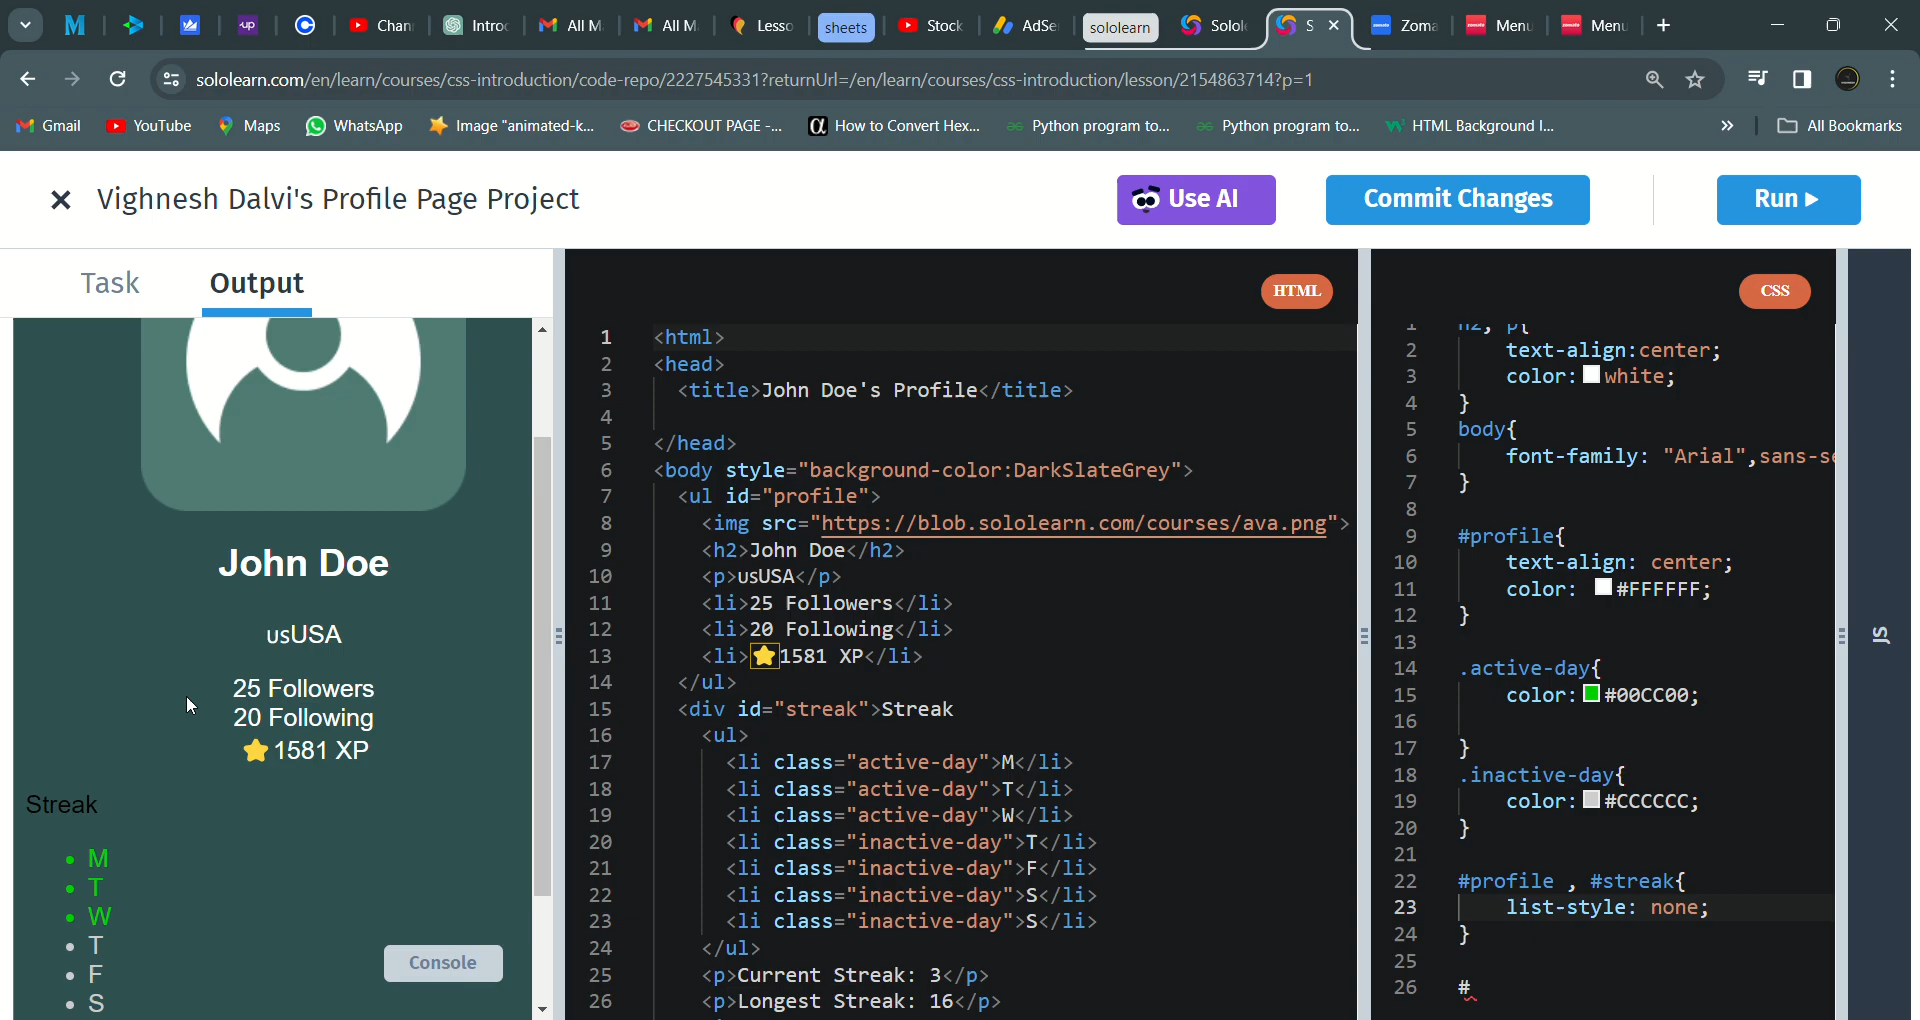 Chan
Intro
All M
All M
Lesso
sheets
Stock
AdSe
sololearn
Solol
S
Zoma
Menu
Menu
sololearn.com/en/learn/courses/css-introduction/code-repo/2227545331?returnUrl=/en/learn/courses/css-introduction/lesson/2154863714?p=1
Gmail
YouTube
Maps
WhatsApp
Image "animated-k...
CHECKOUT PAGE -...
How to Convert Hex...
Python program to...
Python program to...
HTML Background I...
All Bookmarks
Vighnesh Dalvi's Profile Page Project
Use AI
Commit Changes
Run
Task
Output
John Doe
usUSA
25 Followers
20 Following
⭐1581 XP
Streak
• M
• T
• W
• T
• F
• S
Console
HTML
1 <html>
2 <head>
3 <title>John Doe's Profile</title>
4
5 </head>
6 <body style="background-color:DarkSlateGrey">
7 <ul id="profile">
8 <img src="https://blob.sololearn.com/courses/ava.png">
9 <h2>John Doe</h2>
10 <p>usUSA</p>
11 <li>25 Followers</li>
12 <li>20 Following</li>
13 <li>⭐1581 XP</li>
14 </ul>
15 <div id="streak">Streak
16 <ul>
17 <li class="active-day">M</li>
18 <li class="active-day">T</li>
19 <li class="active-day">W</li>
20 <li class="inactive-day">T</li>
21 <li class="inactive-day">F</li>
22 <li class="inactive-day">S</li>
23 <li class="inactive-day">S</li>
24 </ul>
25 <p>Current Streak: 3</p>
26 <p>Longest Streak: 16</p>
CSS
1 h2, p{
2 text-align:center;
3 color:white;
4 }
5 body{
6 font-family: "Arial",sans-se
7 }
8
9 #profile{
10 text-align: center;
11 color: #FFFFFF;
12 }
13
14 .active-day{
15 color:#00CC00;
16
17 }
18 .inactive-day{
19 color:#CCCCCC;
20 }
21
22 #profile , #streak{
23 list-style: none;
24 }
25
26 #
JS